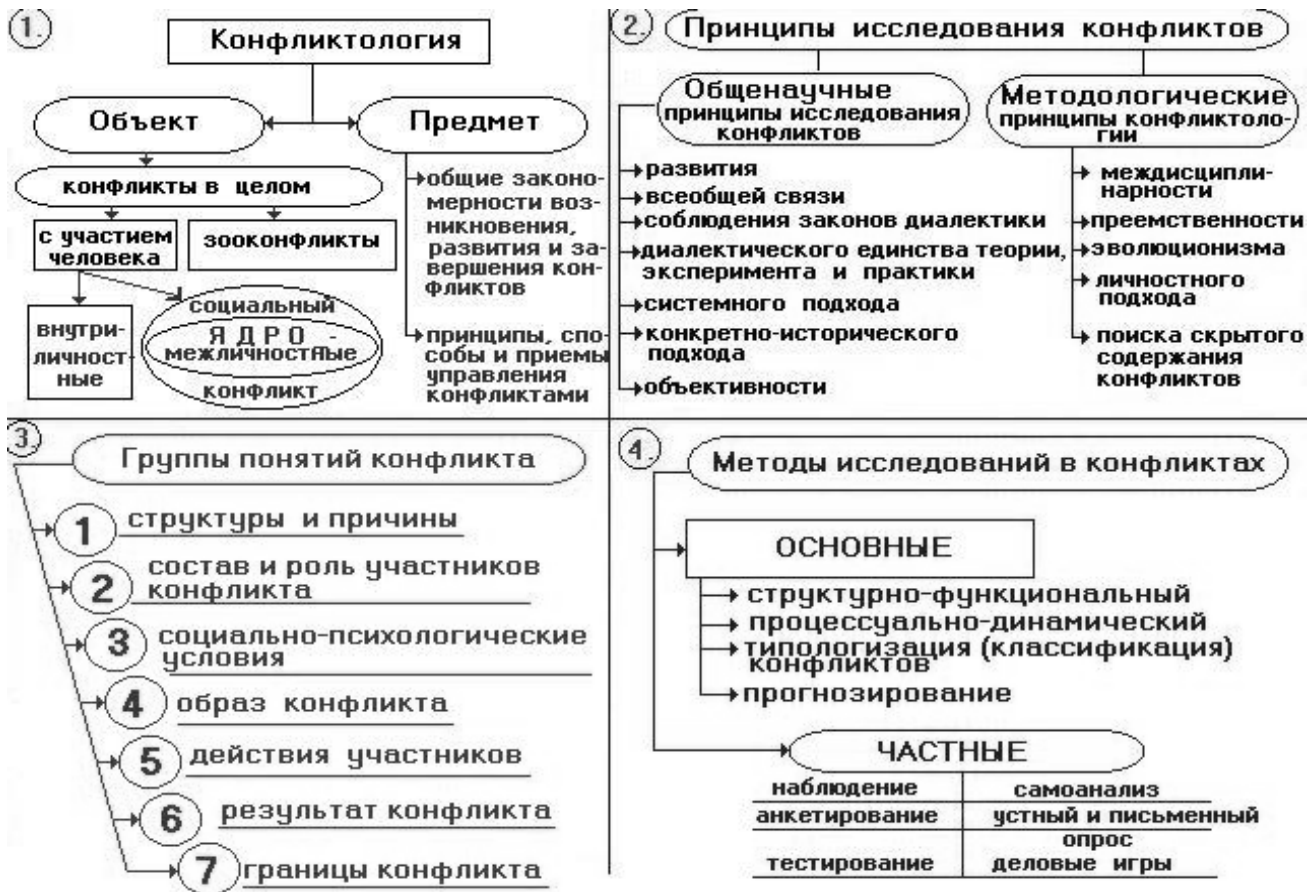 1.
Конфликтология
Объект
Предмет
конфликты в целом
с участием
человека
зооконфликты
внутри-
личност-
ные
социальный
ЯДРО -
межличностные
конфликт
общие законо-
мерности воз-
никновения,
развития и за-
вершения кон-
фликтов
принципы, спо-
собы и приемы
управления
конфликтами
2.
Принципы исследования конфликтов
Общенаучные
принципы исследования
конфликтов
развития
всеобщей связи
соблюдения законов диалектики
диалектического единства теории,
эксперимента и практики
системного подхода
конкретно-исторического
подхода
объективности
Методологические
принципы конфликтоло-
гии
междисципли-
нарности
преемственности
эволюционизма
личностного
подхода
поиска скрытого
содержания
конфликтов
3.
Группы понятий конфликта
1 структуры и причины
2 состав и роль участников
конфликта
3 социально-психологические
условия
4 образ конфликта
5 действия участников
6 результат конфликта
7 границы конфликта
4.
Методы исследований в конфликтах
ОСНОВНЫЕ
структурно-функциональный
процессуально-динамический
типологизация (классификация)
конфликтов
прогнозирование
ЧАСТНЫЕ
наблюдение самоанализ
анкетирование устный и письменный
опрос
тестирование деловые игры